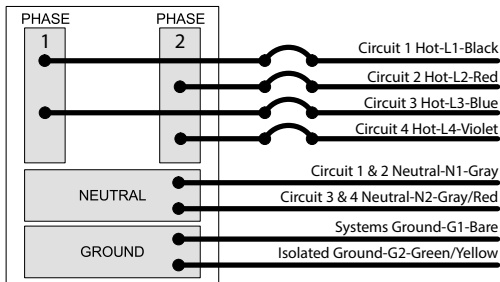 PHASE PHASE
1 2
Circuit 1 Hot-L1-Black
Circuit 2 Hot-L2-Red
Circuit 3 Hot-L3-Blue
Circuit 4 Hot-L4-Violet
Circuit 1 & 2 Neutral-N1-Gray
NEUTRAL
Circuit 3 & 4 Neutral-N2-Gray/Red
Systems Ground-G1-Bare
GROUND
Isolated Ground-G2-Green/Yellow